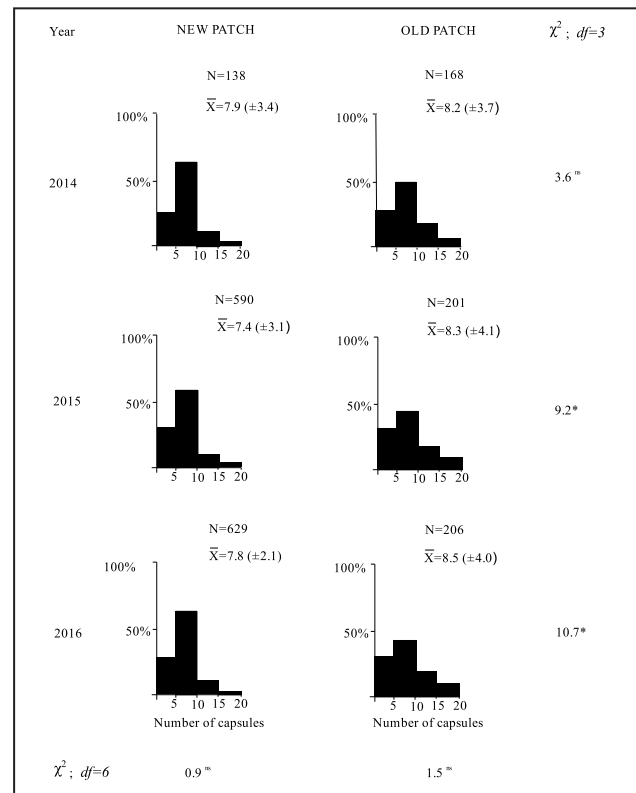 Year NEW PATCH OLD PATCH χ² ; df=3
N=138 N=168
X̅=7.9 (±3.4) X̅=8.2 (±3.7)
100% 100%
2014 50% 50% 3.6 ns
5 10 15 20 5 10 15 20
N=590 N=201
X̅=7.4 (±3.1) X̅=8.3 (±4.1)
100% 100%
2015 50% 50% 9.2*
5 10 15 20 5 10 15 20
N=629 N=206
X̅=7.8 (±2.1) X̅=8.5 (±4.0)
100% 100%
2016 50% 50% 10.7*
5 10 15 20 5 10 15 20
Number of capsules Number of capsules
χ² ; df=6 0.9 ns 1.5 ns